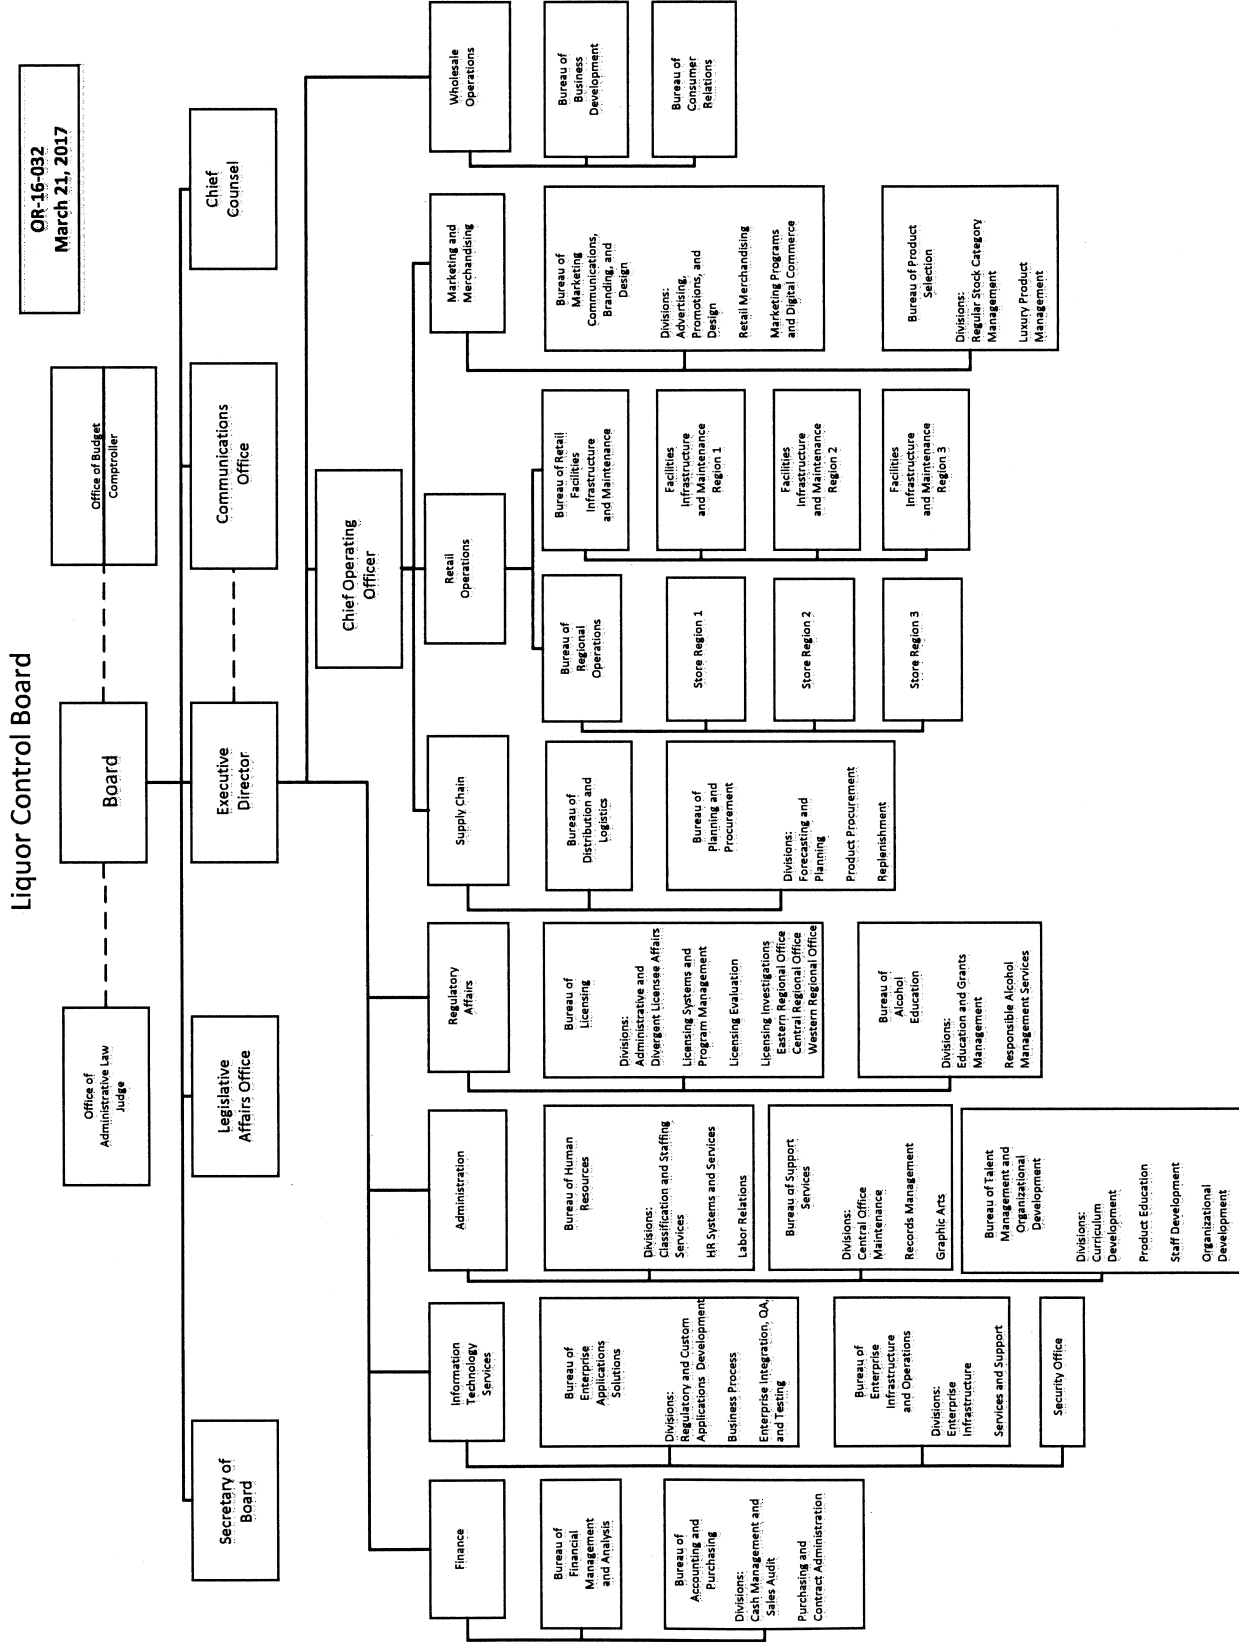 Liquor Control Board
OR-16-032
March 21, 2017
Office of
Administrative Law
Judge
Board
Office of Budget
Comptroller
Secretary of
Board
Legislative
Affairs Office
Executive
Director
Communications
Office
Chief
Counsel
Chief Operating
Officer
Finance
Bureau of
Financial
Management
and Analysis
Bureau of
Accounting and
Purchasing
Divisions:
Cash Management and
Sales Audit
Purchasing and
Contract Administration
Information
Technology
Services
Bureau of
Enterprise
Applications
Solutions
Divisions:
Regulatory and Custom
Applications Development
Business Process
Enterprise Integration, QA,
and Testing
Bureau of
Enterprise
Infrastructure
and Operations
Divisions:
Enterprise
Infrastructure
Services and Support
Security Office
Administration
Bureau of Human
Resources
Divisions:
Classification and Staffing
Services
HR Systems and Services
Labor Relations
Bureau of Support
Services
Divisions:
Central Office
Maintenance
Records Management
Graphic Arts
Bureau of Talent
Management and
Organizational
Development
Divisions:
Curriculum
Development
Product Education
Staff Development
Organizational
Development
Regulatory
Affairs
Bureau of
Licensing
Divisions:
Administrative and
Divergent Licensee Affairs
Licensing Systems and
Program Management
Licensing Evaluation
Licensing Investigations
Eastern Regional Office
Central Regional Office
Western Regional Office
Bureau of
Alcohol
Education
Divisions:
Education and Grants
Management
Responsible Alcohol
Management Services
Supply Chain
Bureau of
Distribution and
Logistics
Bureau of
Planning and
Procurement
Divisions:
Forecasting and
Planning
Product Procurement
Replenishment
Retail
Operations
Bureau of
Regional
Operations
Store Region 1
Store Region 2
Store Region 3
Bureau of Retail
Facilities
Infrastructure
and Maintenance
Facilities
Infrastructure
and Maintenance
Region 1
Facilities
Infrastructure
and Maintenance
Region 2
Facilities
Infrastructure
and Maintenance
Region 3
Marketing and
Merchandising
Bureau of
Marketing
Communications,
Branding, and
Design
Divisions:
Advertising,
Promotions, and
Design
Retail Merchandising
Marketing Programs
and Digital Commerce
Bureau of Product
Selection
Divisions:
Regular Stock Category
Management
Luxury Product
Management
Wholesale
Operations
Bureau of
Business
Development
Bureau of
Consumer
Relations